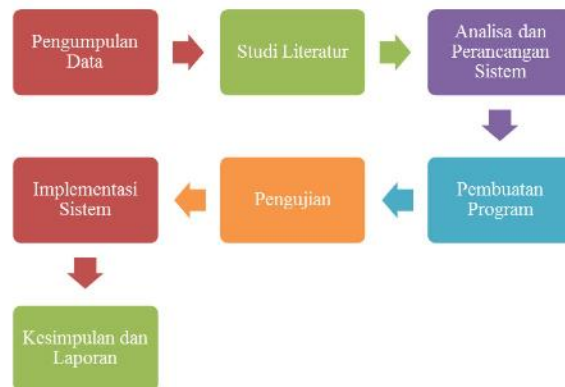 Pengumpulan
Data
Studi Literatur
Analisa dan
Perancangan
Sistem
Pembuatan
Program
Pengujian
Implementasi
Sistem
Kesimpulan dan
Laporan